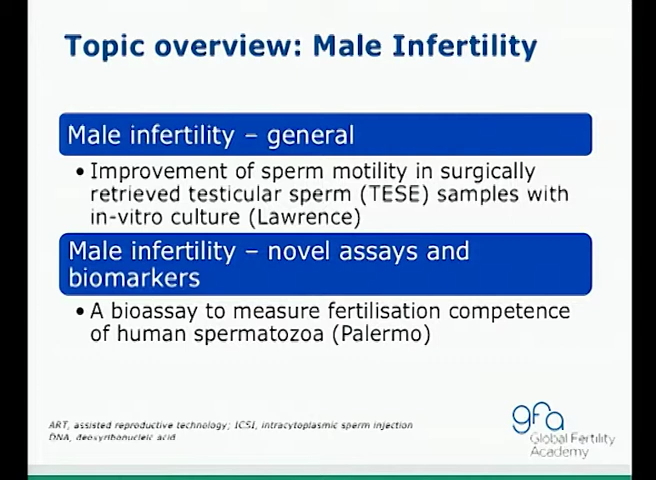 Topic overview: Male Infertility
Male infertility – general
• Improvement of sperm motility in surgically
retrieved testicular sperm (TESE) samples with
in-vitro culture (Lawrence)
Male infertility – novel assays and
biomarkers
• A bioassay to measure fertilisation competence
of human spermatozoa (Palermo)
ART, assisted reproductive technology; ICSI, intracytoplasmic sperm injection
DNA, deoxyribonucleic acid
gfa
Global Fertility
Academy